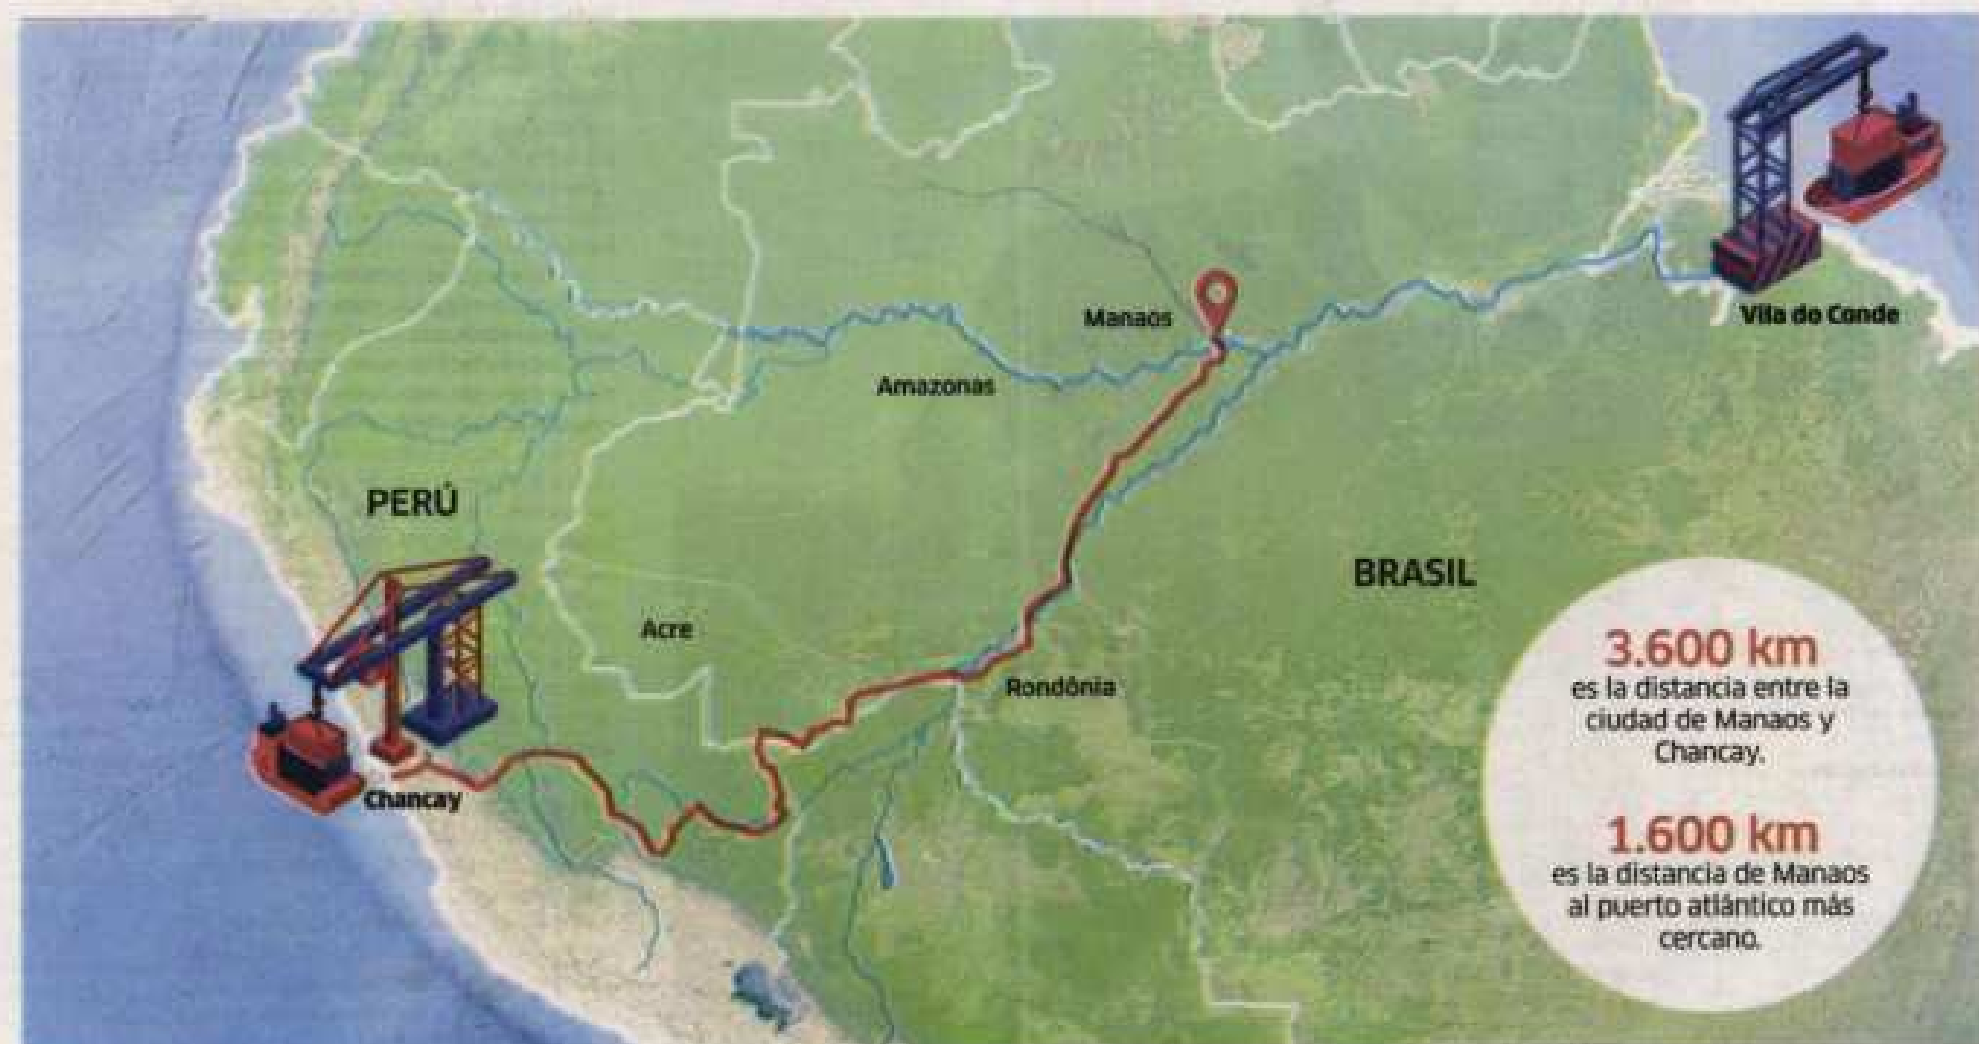 Manaos
Vila do Conde
Amazonas
PERÚ
BRASIL
Acre
Rondônia
Chancay
3.600 km
es la distancia entre la
ciudad de Manaos y
Chancay.
1.600 km
es la distancia de Manaos
al puerto atlántico más
cercano.